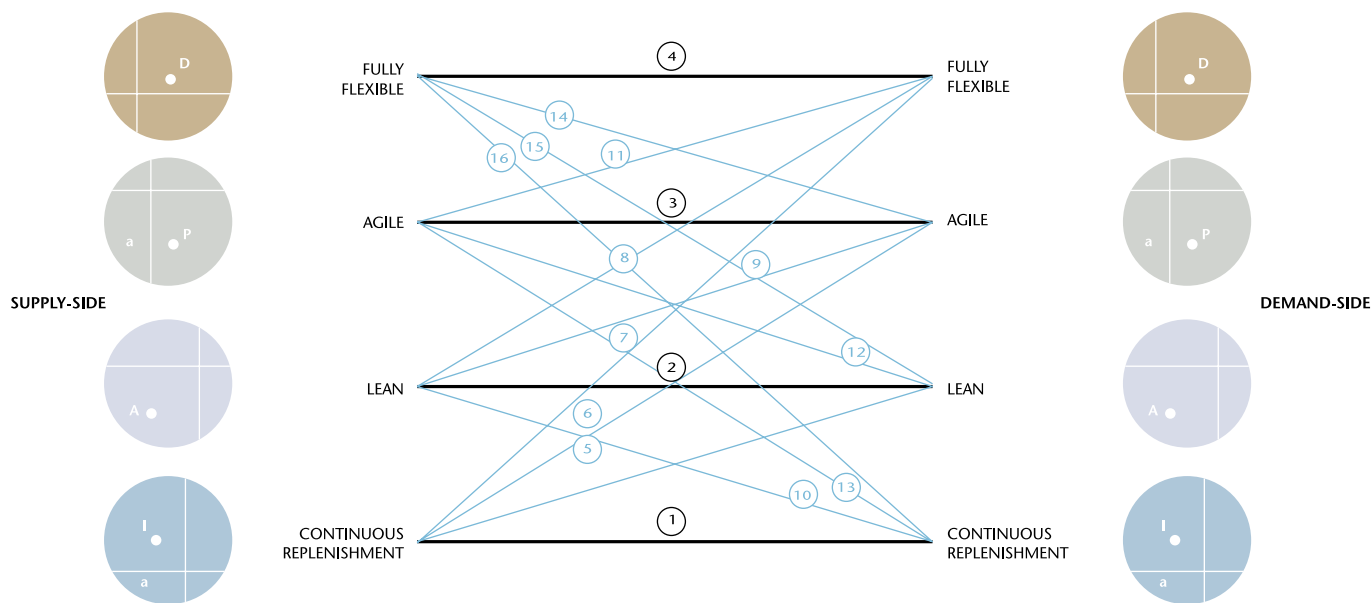 D
4
FULLY
FLEXIBLE
FULLY
FLEXIBLE
D
14
15
16
11
P
a
AGILE
3
AGILE
P
a
8
9
SUPPLY-SIDE
DEMAND-SIDE
7
12
2
A
LEAN
LEAN
A
6
5
10
13
I
a
CONTINUOUS
REPLENISHMENT
1
CONTINUOUS
REPLENISHMENT
I
a